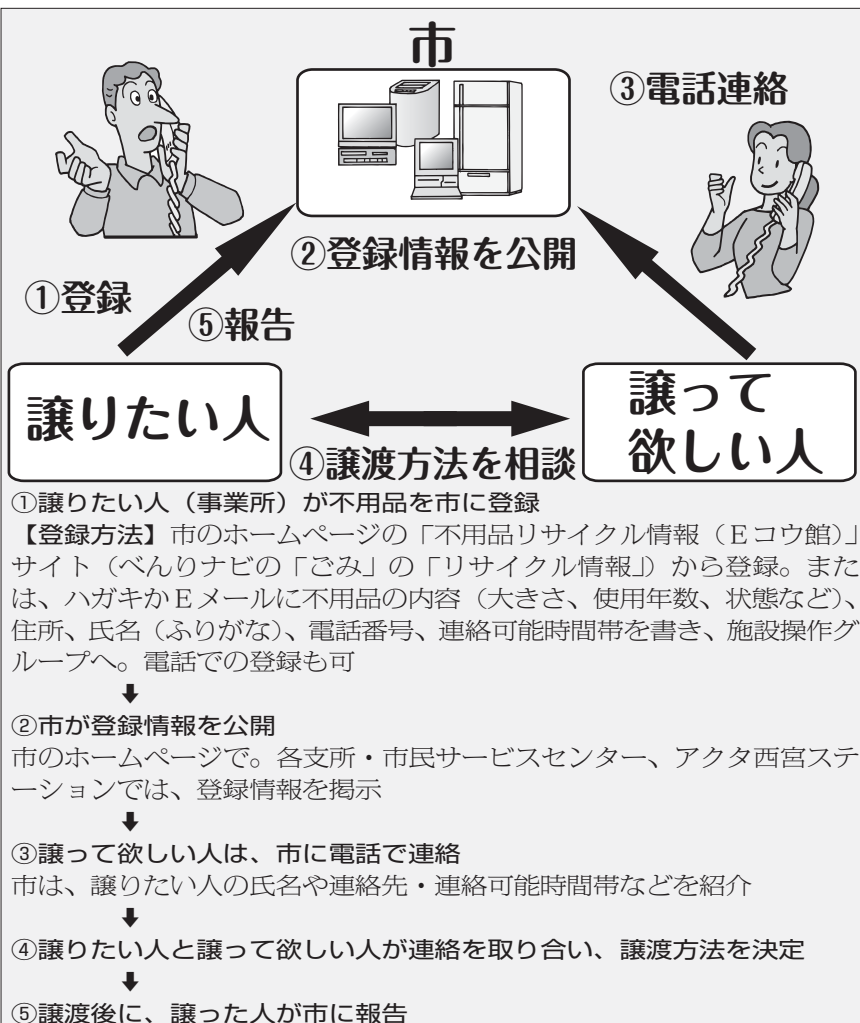 市
③電話連絡
②登録情報を公開
①登録
⑤報告
譲りたい人
譲って
欲しい人
④譲渡方法を相談
①譲りたい人（事業所）が不用品を市に登録
【登録方法】市のホームページの「不用品リサイクル情報（Ｅコウ館）」
サイト（べんりナビの「ごみ」の「リサイクル情報」）から登録。また
は、ハガキかＥメールに不用品の内容（大きさ、使用年数、状態など）、
住所、氏名（ふりがな）、電話番号、連絡可能時間帯を書き、施設操作グ
ループへ。電話での登録も可
⬇
②市が登録情報を公開
市のホームページで。各支所・市民サービスセンター、アクタ西宮ステ
ーションでは、登録情報を掲示
⬇
③譲って欲しい人は、市に電話で連絡
市は、譲りたい人の氏名や連絡先・連絡可能時間帯などを紹介
⬇
④譲りたい人と譲って欲しい人が連絡を取り合い、譲渡方法を決定
⬇
⑤譲渡後に、譲った人が市に報告